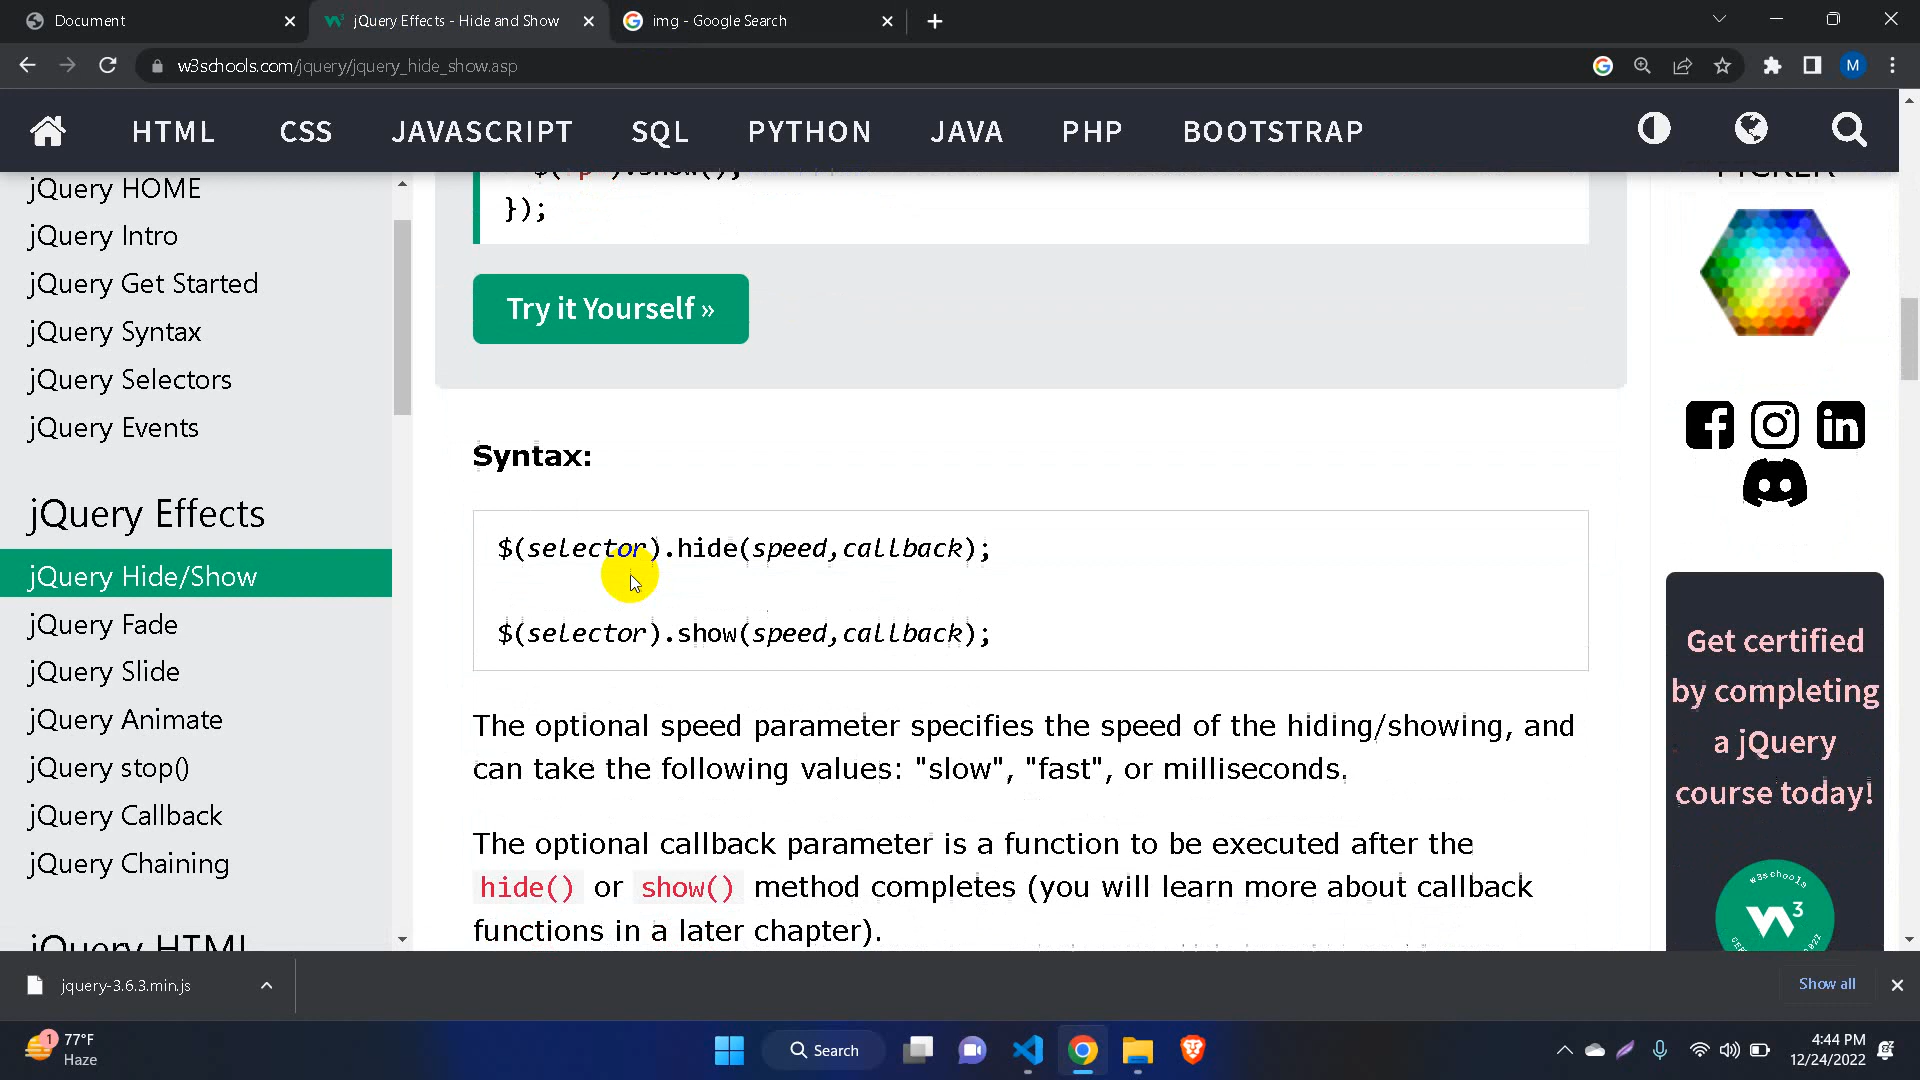 Document
jQuery Effects - Hide and Show
img - Google Search
w3schools.com/jquery/jquery_hide_show.asp
M
HTML
CSS
JAVASCRIPT
SQL
PYTHON
JAVA
PHP
BOOTSTRAP
jQuery HOME
jQuery Intro
jQuery Get Started
jQuery Syntax
jQuery Selectors
jQuery Events
jQuery Effects
jQuery Hide/Show
jQuery Fade
jQuery Slide
jQuery Animate
jQuery stop()
jQuery Callback
jQuery Chaining
jQuery HTML
$("p").show();
});
Try it Yourself »
Syntax:
$(selector).hide(speed,callback);
$(selector).show(speed,callback);
The optional speed parameter specifies the speed of the hiding/showing, and
can take the following values: "slow", "fast", or milliseconds.
The optional callback parameter is a function to be executed after the
hide() or show() method completes (you will learn more about callback
functions in a later chapter).
PICKER
Get certified
by completing
a jQuery
course today!
w3schools
W3
jquery-3.6.3.min.js
Show all
1
77°F
Haze
Search
4:44 PM
12/24/2022